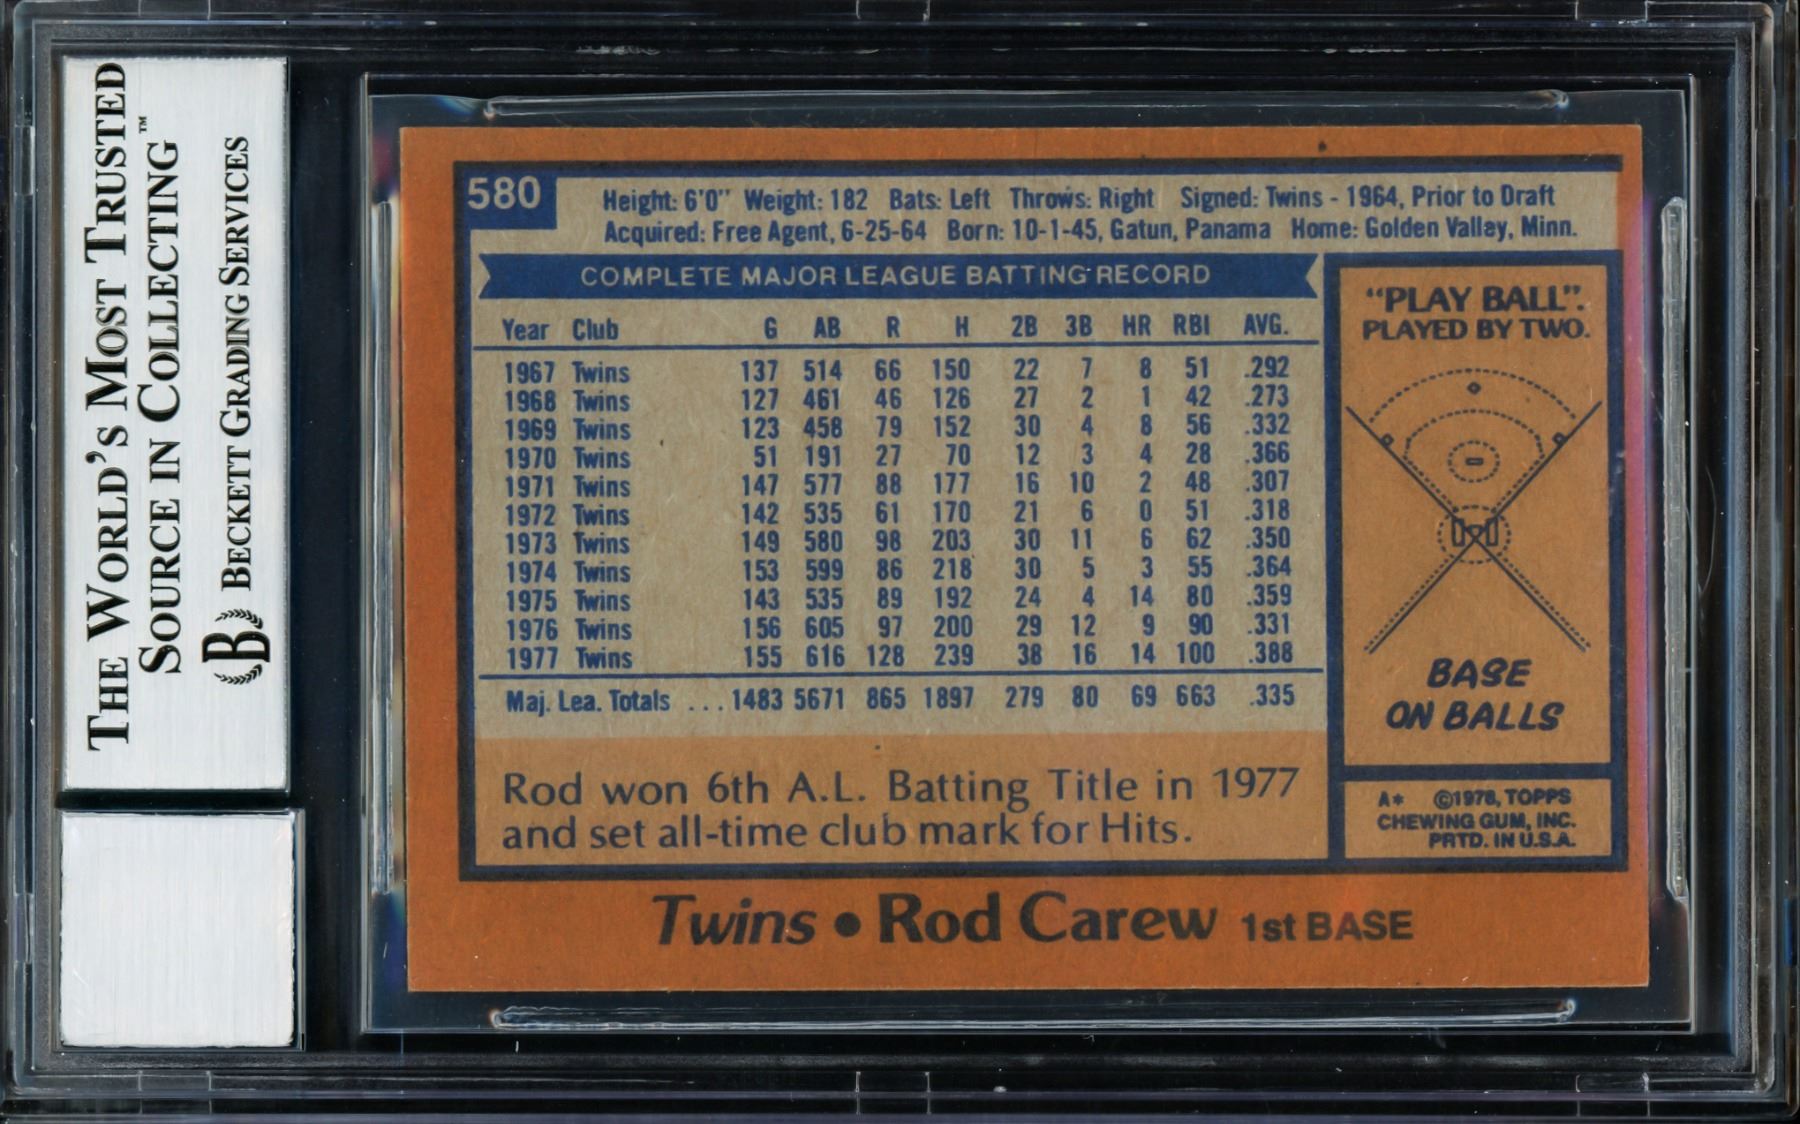 THE WORLD'S MOST TRUSTED
SOURCE IN COLLECTING™
B BECKETT GRADING SERVICES
580
Height: 6'0" Weight: 182 Bats: Left Throws: Right Signed: Twins - 1964, Prior to Draft
Acquired: Free Agent, 6-25-64 Born: 10-1-45, Gatun, Panama Home: Golden Valley, Minn.
COMPLETE MAJOR LEAGUE BATTING RECORD
Year Club G AB R H 2B 3B HR RBI AVG.
1967 Twins 137 514 66 150 22 7 8 51 .292
1968 Twins 127 461 46 126 27 2 1 42 .273
1969 Twins 123 458 79 152 30 4 8 56 .332
1970 Twins 51 191 27 70 12 3 4 28 .366
1971 Twins 147 577 88 177 16 10 2 48 .307
1972 Twins 142 535 61 170 21 6 0 51 .318
1973 Twins 149 580 98 203 30 11 6 62 .350
1974 Twins 153 599 86 218 30 5 3 55 .364
1975 Twins 143 535 89 192 24 4 14 80 .359
1976 Twins 156 605 97 200 29 12 9 90 .331
1977 Twins 155 616 128 239 38 16 14 100 .388
Maj. Lea. Totals ... 1483 5671 865 1897 279 80 69 663 .335
Rod won 6th A.L. Batting Title in 1977
and set all-time club mark for Hits.
"PLAY BALL".
PLAYED BY TWO.
BASE
ON BALLS
A* ©1978, TOPPS
CHEWING GUM, INC.
PRTD. IN U.S.A.
Twins • Rod Carew 1st BASE